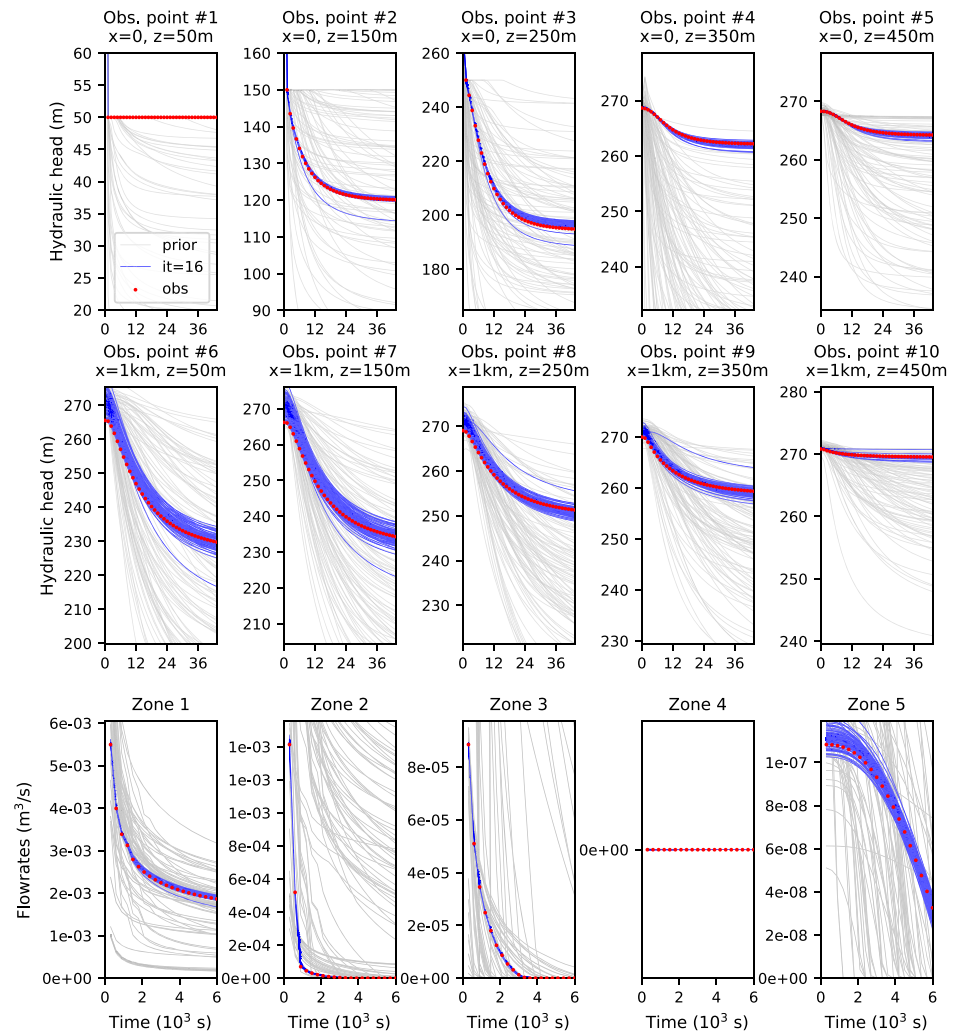 Obs. point #1
x=0, z=50m
Obs. point #2
x=0, z=150m
Obs. point #3
x=0, z=250m
Obs. point #4
x=0, z=350m
Obs. point #5
x=0, z=450m
Hydraulic head (m)
60
55
50
45
40
35
30
25
20
prior
it=16
obs
0 12 24 36
160
150
140
130
120
110
100
90
0 12 24 36
260
240
220
200
180
0 12 24 36
270
260
250
240
0 12 24 36
270
260
250
240
0 12 24 36
Obs. point #6
x=1km, z=50m
Obs. point #7
x=1km, z=150m
Obs. point #8
x=1km, z=250m
Obs. point #9
x=1km, z=350m
Obs. point #10
x=1km, z=450m
Hydraulic head (m)
270
260
250
240
230
220
210
200
0 12 24 36
270
260
250
240
230
220
210
0 12 24 36
270
260
250
240
230
220
0 12 24 36
270
260
250
240
230
0 12 24 36
280
270
260
250
240
0 12 24 36
Zone 1
Zone 2
Zone 3
Zone 4
Zone 5
Flowrates (m³/s)
6e-03
5e-03
4e-03
3e-03
2e-03
1e-03
0e+00
0 2 4 6
Time (10³ s)
1e-03
1e-03
8e-04
6e-04
4e-04
2e-04
0e+00
0 2 4 6
Time (10³ s)
8e-05
6e-05
4e-05
2e-05
0e+00
0 2 4 6
Time (10³ s)
0e+00
0 2 4 6
Time (10³ s)
1e-07
8e-08
6e-08
4e-08
2e-08
0e+00
0 2 4 6
Time (10³ s)